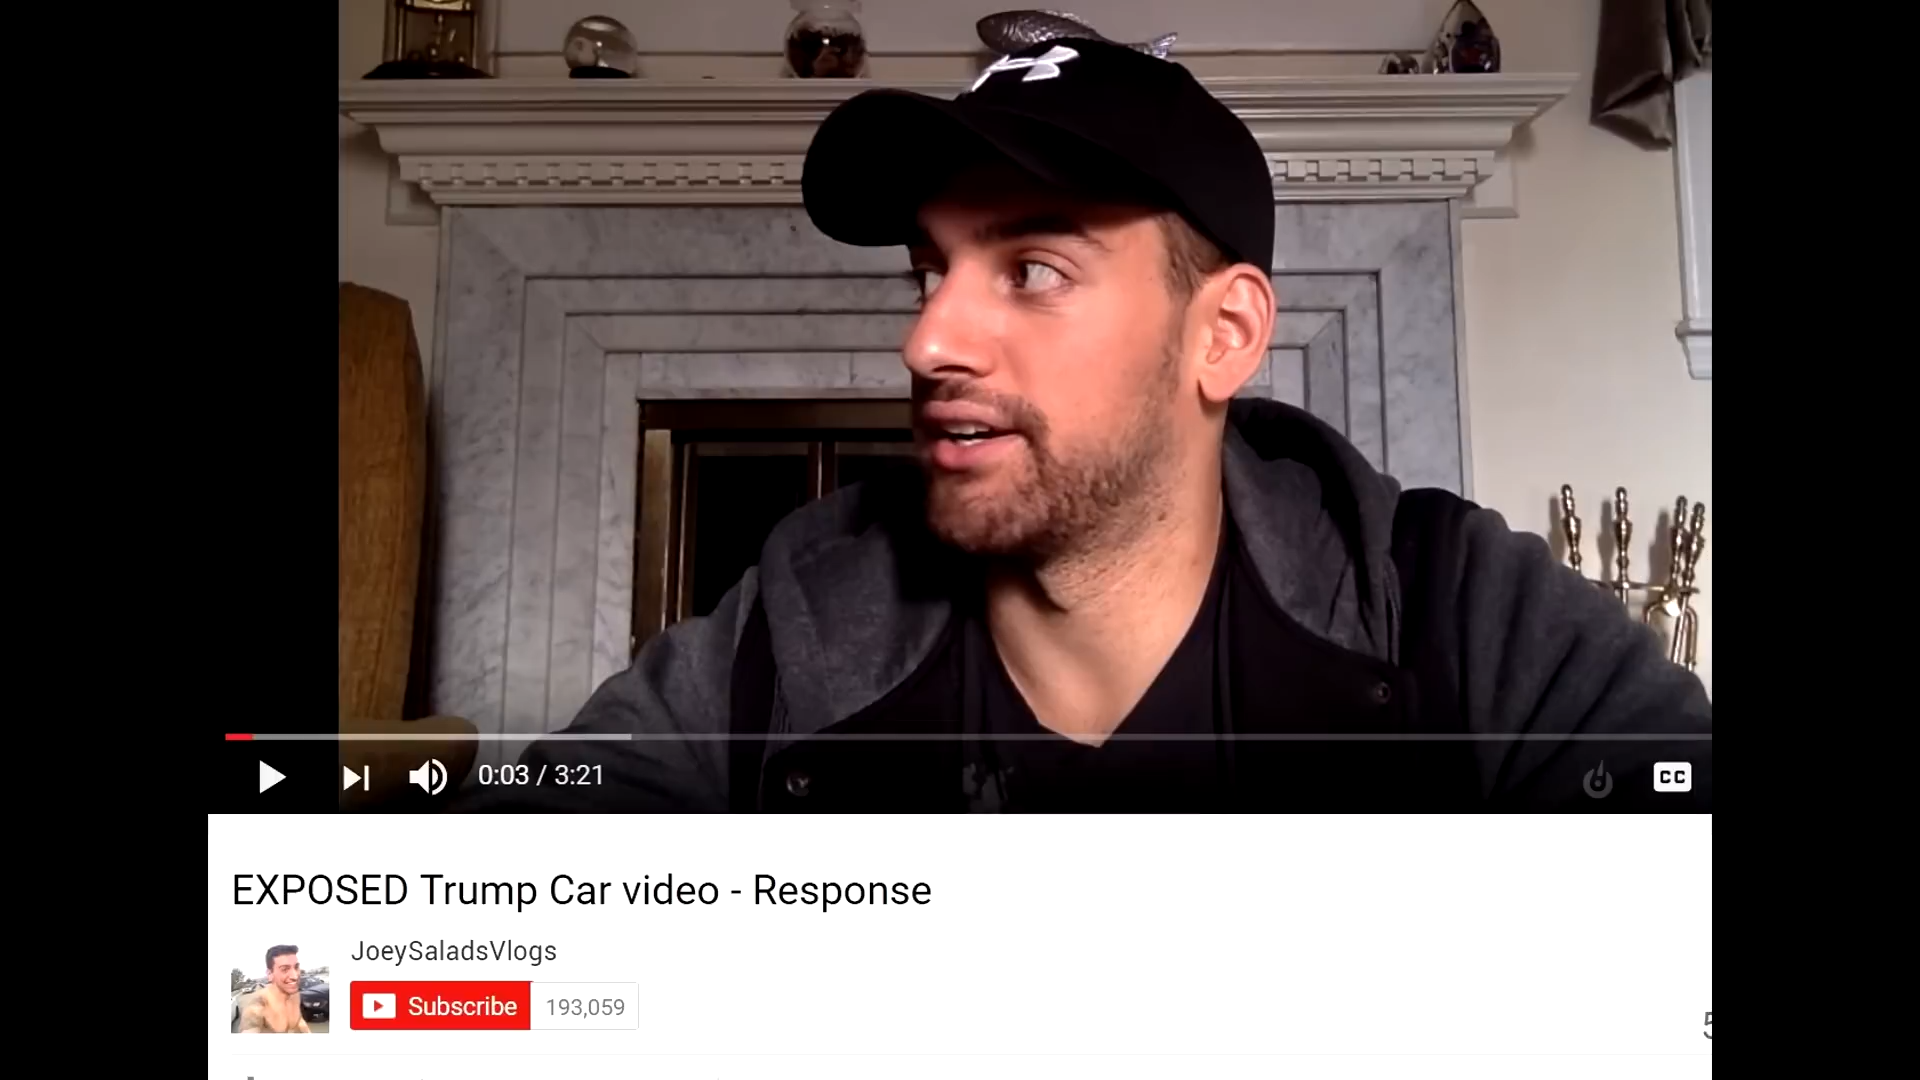 0:03 / 3:21
CC
EXPOSED Trump Car video - Response
JoeySaladsVlogs
Subscribe 193,059